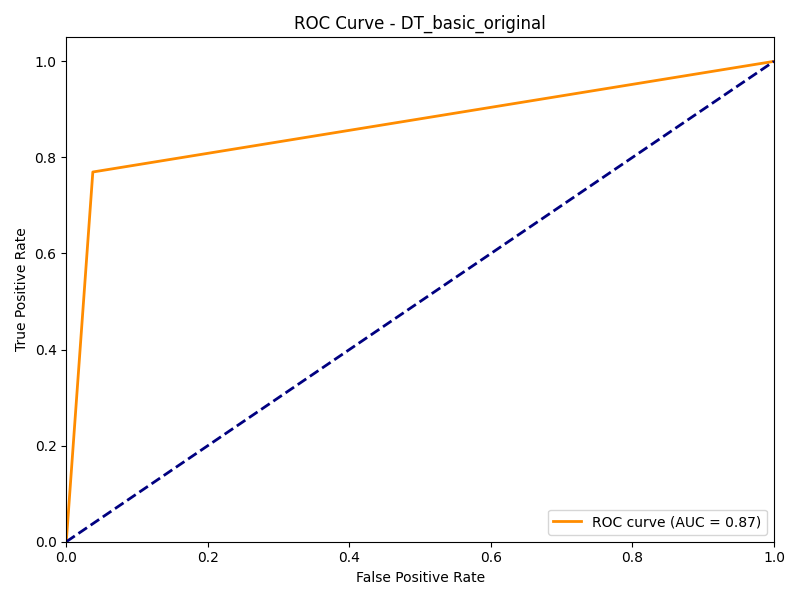 ROC Curve - DT_basic_original
True Positive Rate
1.0
0.8
0.6
0.4
0.2
0.0
0.0 0.2 0.4 0.6 0.8 1.0
False Positive Rate
ROC curve (AUC = 0.87)